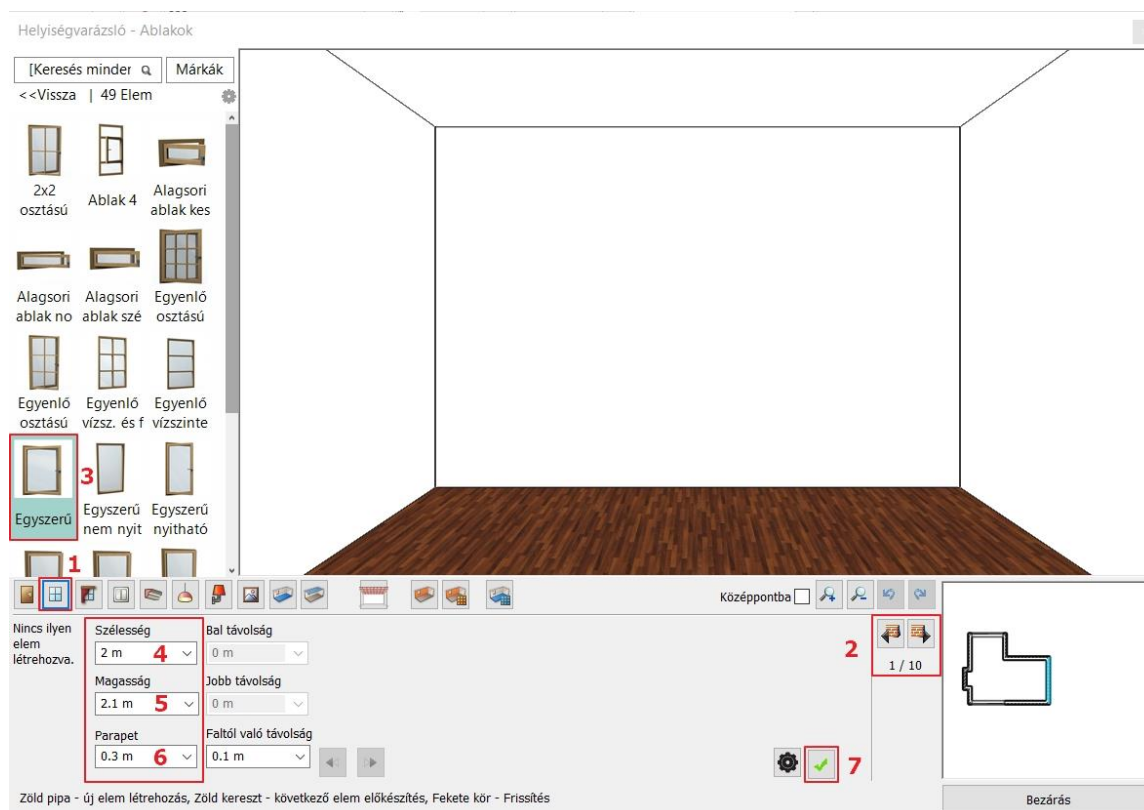 Helyiségvarázsló - Ablakok
[Keresés minder
Márkák
<<Vissza | 49 Elem
2x2
osztású
Ablak 4
Alagsori
ablak kes
Alagsori
ablak no
Alagsori
ablak szé
Egyenlő
osztású
Egyenlő
osztású
Egyenlő
vízsz. és f
Egyenlő
vízszinte
3
Egyszerű
Egyszerű
nem nyit
Egyszerű
nyitható
1
Középpontba
Nincs ilyen
elem
létrehozva.
Szélesség
2 m 4
Magasság
2.1 m 5
Parapet
0.3 m 6
Bal távolság
0 m
Jobb távolság
0 m
Faltól való távolság
0.1 m
2
1 / 10
7
Zöld pipa - új elem létrehozás, Zöld kereszt - következő elem előkészítés, Fekete kör - Frissítés
Bezárás